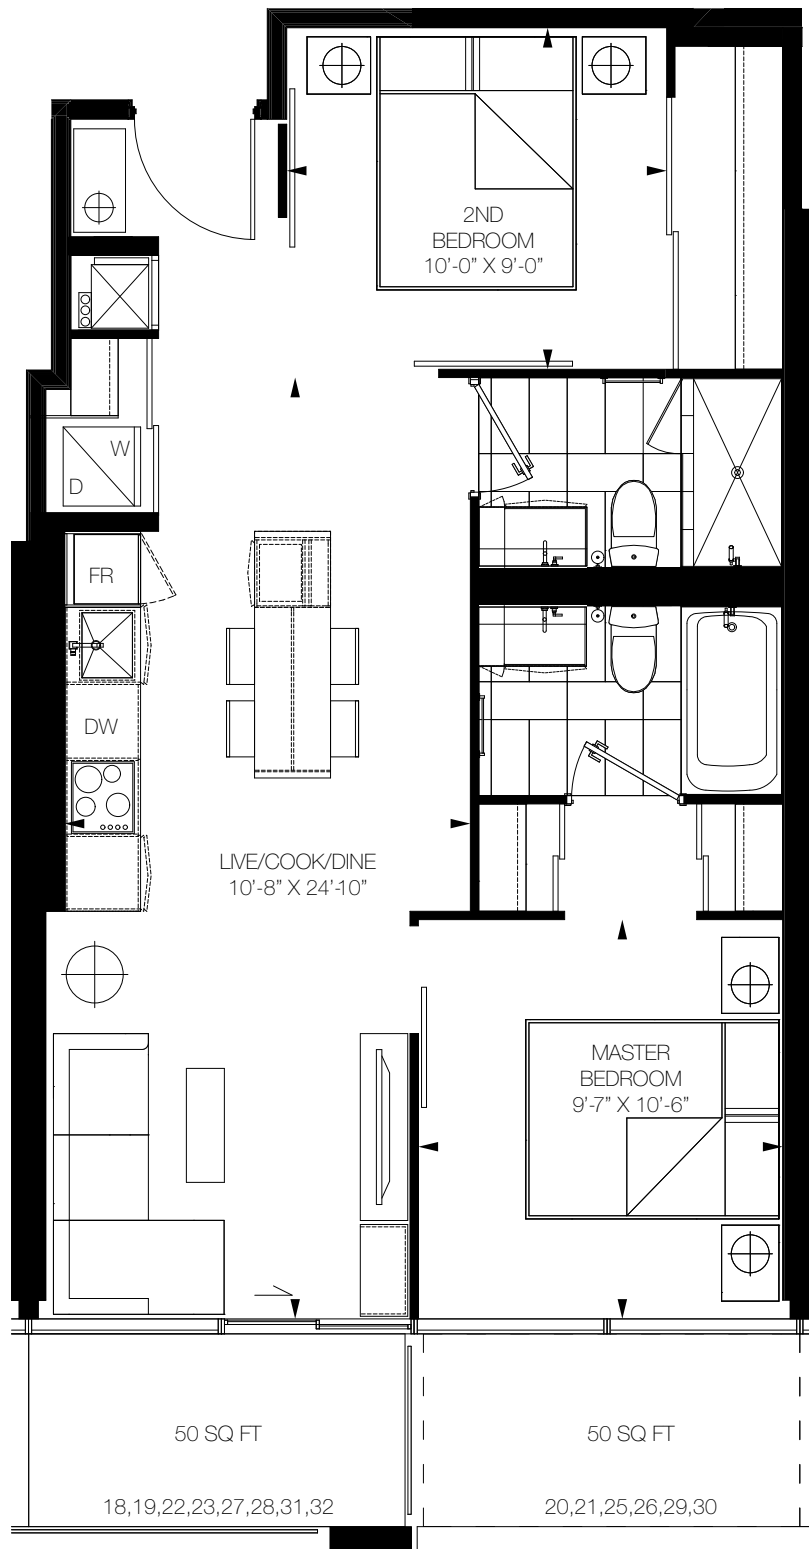 2ND
BEDROOM
10'-0" X 9'-0"
W
D
FR
DW
LIVE/COOK/DINE
10'-8" X 24'-10"
MASTER
BEDROOM
9'-7" X 10'-6"
50 SQ FT
50 SQ FT
18,19,22,23,27,28,31,32
20,21,25,26,29,30